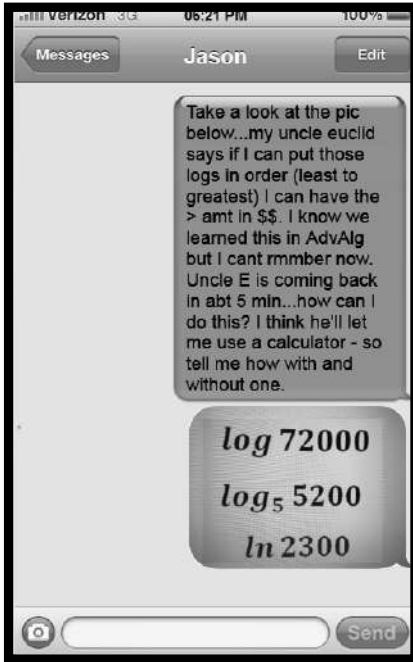 verizon 3G 06:21 PM 100%
Messages Jason Edit
Take a look at the pic
below...my uncle euclid
says if I can put those
logs in order (least to
greatest) I can have the
> amt in $$. I know we
learned this in AdvAlg
but I cant rmmber now.
Uncle E is coming back
in abt 5 min...how can I
do this? I think he'll let
me use a calculator - so
tell me how with and
without one.
log 72000
log₅ 5200
ln 2300
Send